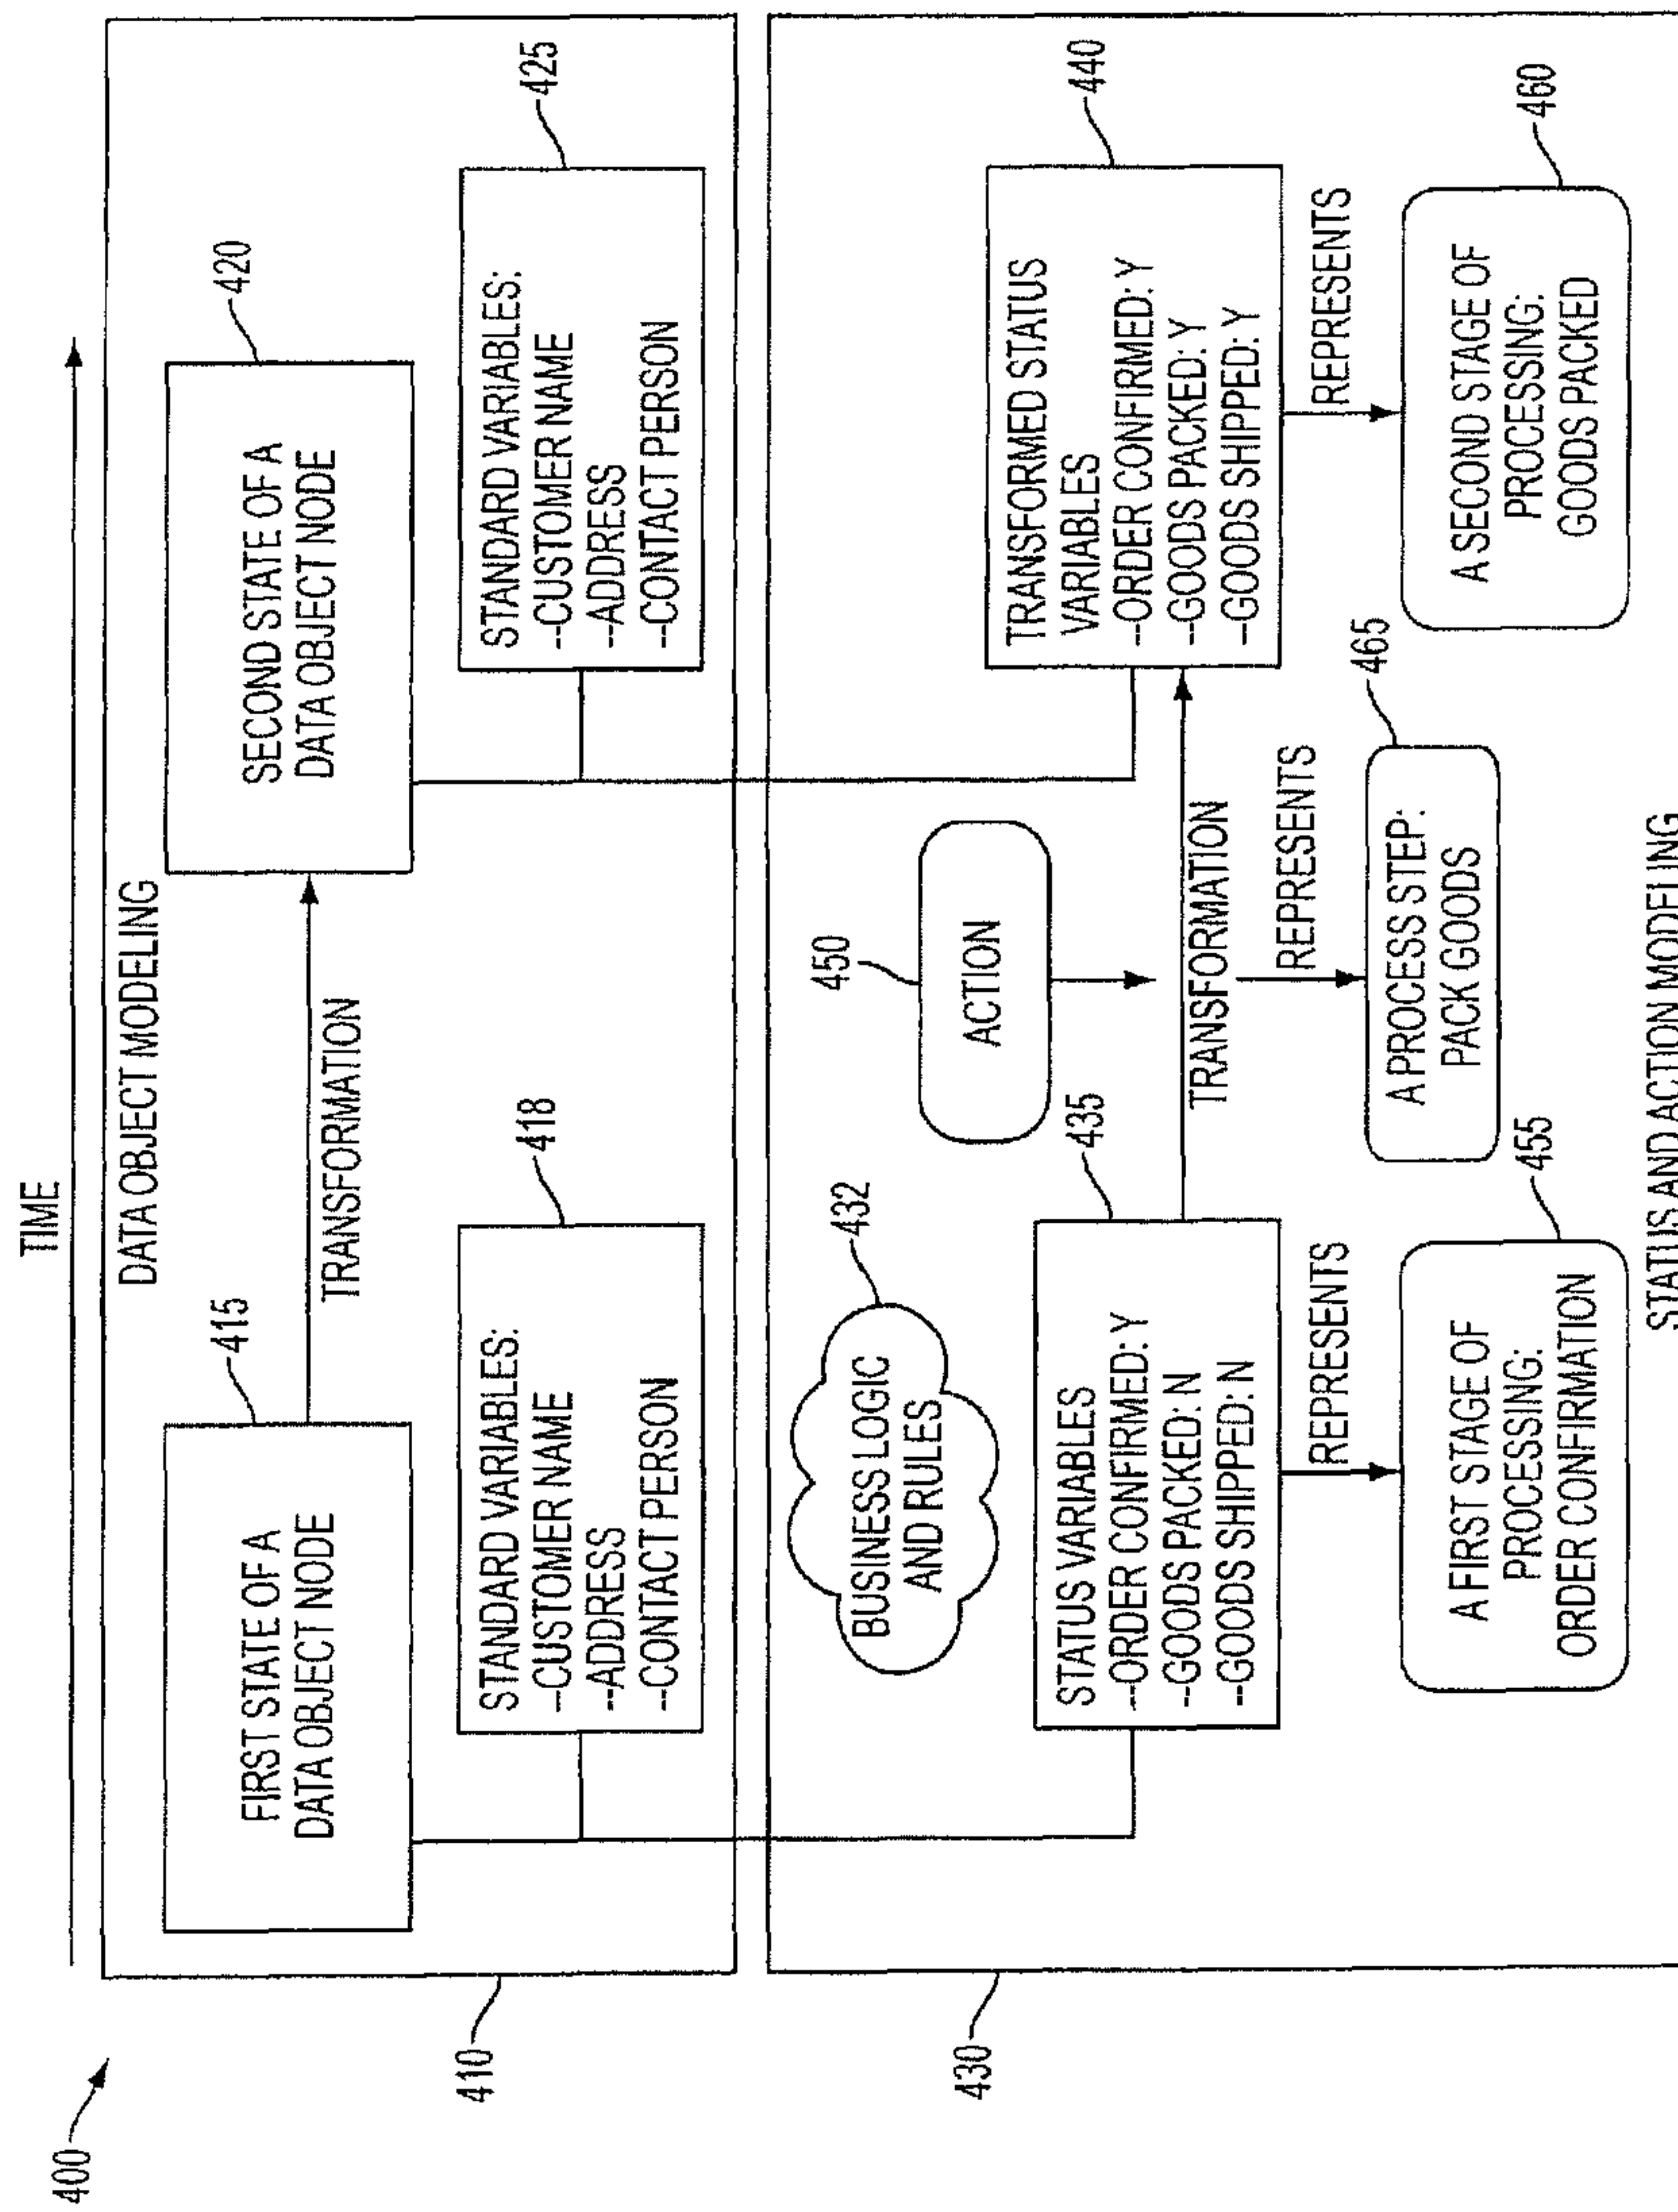 400
TIME
410
DATA OBJECT MODELING
415
FIRST STATE OF A
DATA OBJECT NODE
TRANSFORMATION
420
SECOND STATE OF A
DATA OBJECT NODE
418
STANDARD VARIABLES:
--CUSTOMER NAME
--ADDRESS
--CONTACT PERSON
425
STANDARD VARIABLES:
--CUSTOMER NAME
--ADDRESS
--CONTACT PERSON
430
432
BUSINESS LOGIC
AND RULES
450
ACTION
435
STATUS VARIABLES
--ORDER CONFIRMED: Y
--GOODS PACKED: N
--GOODS SHIPPED: N
TRANSFORMATION
440
TRANSFORMED STATUS
VARIABLES
--ORDER CONFIRMED: Y
--GOODS PACKED: Y
--GOODS SHIPPED: Y
REPRESENTS
REPRESENTS
REPRESENTS
455
A FIRST STAGE OF
PROCESSING:
ORDER CONFIRMATION
465
A PROCESS STEP:
PACK GOODS
460
A SECOND STAGE OF
PROCESSING:
GOODS PACKED
STATUS AND ACTION MODELING